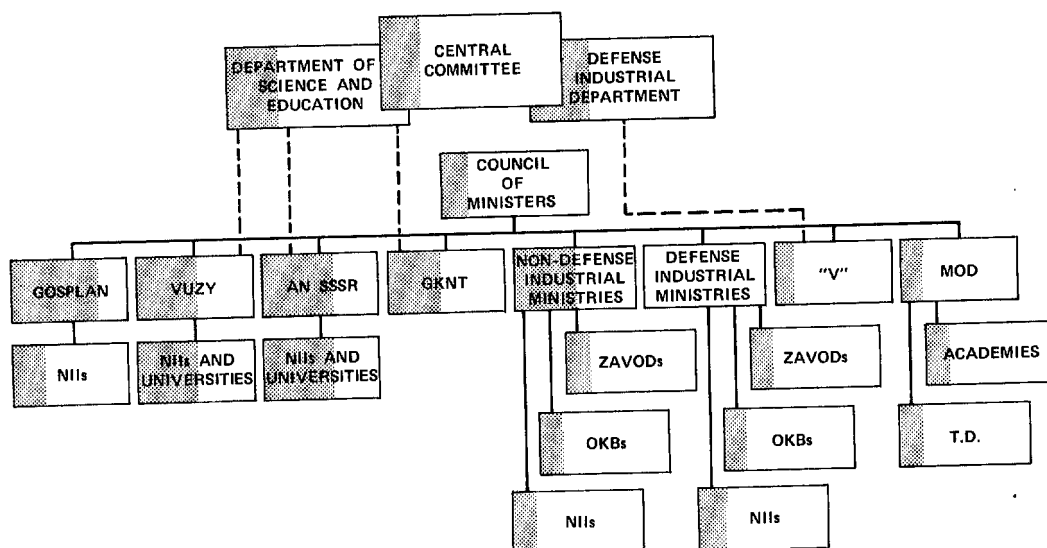 DEPARTMENT OF
SCIENCE AND
EDUCATION
CENTRAL
COMMITTEE
DEFENSE
INDUSTRIAL
DEPARTMENT
COUNCIL
OF
MINISTERS
GOSPLAN
VUZY
AN SSSR
GKNT
NON-DEFENSE
INDUSTRIAL
MINISTRIES
DEFENSE
INDUSTRIAL
MINISTRIES
"V"
MOD
NIIs
NIIs AND
UNIVERSITIES
NIIs AND
UNIVERSITIES
ZAVODs
ZAVODs
ACADEMIES
OKBs
OKBs
T.D.
NIIs
NIIs